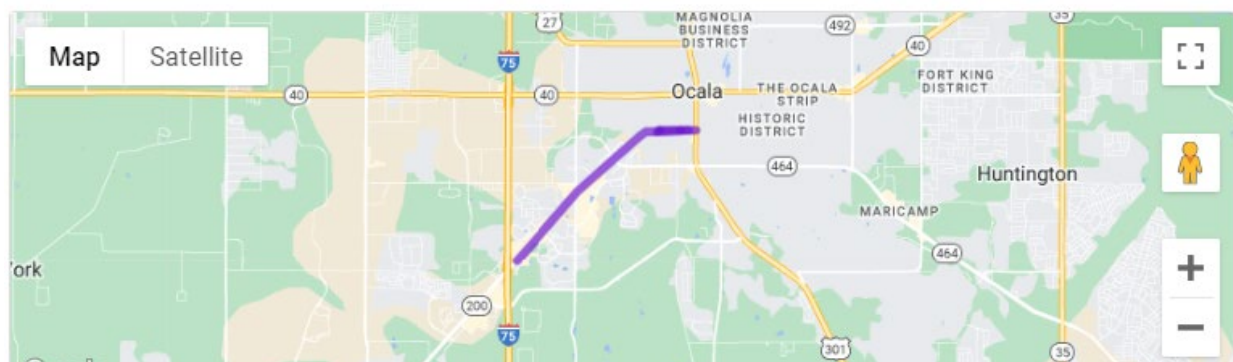 Map
Satellite
27
MAGNOLIA
BUSINESS
DISTRICT
492
35
75
40
FORT KING
DISTRICT
40
40
Ocala
THE OCALA
STRIP
HISTORIC
DISTRICT
464
Huntington
MARICAMP
ork
464
200
75
301
35